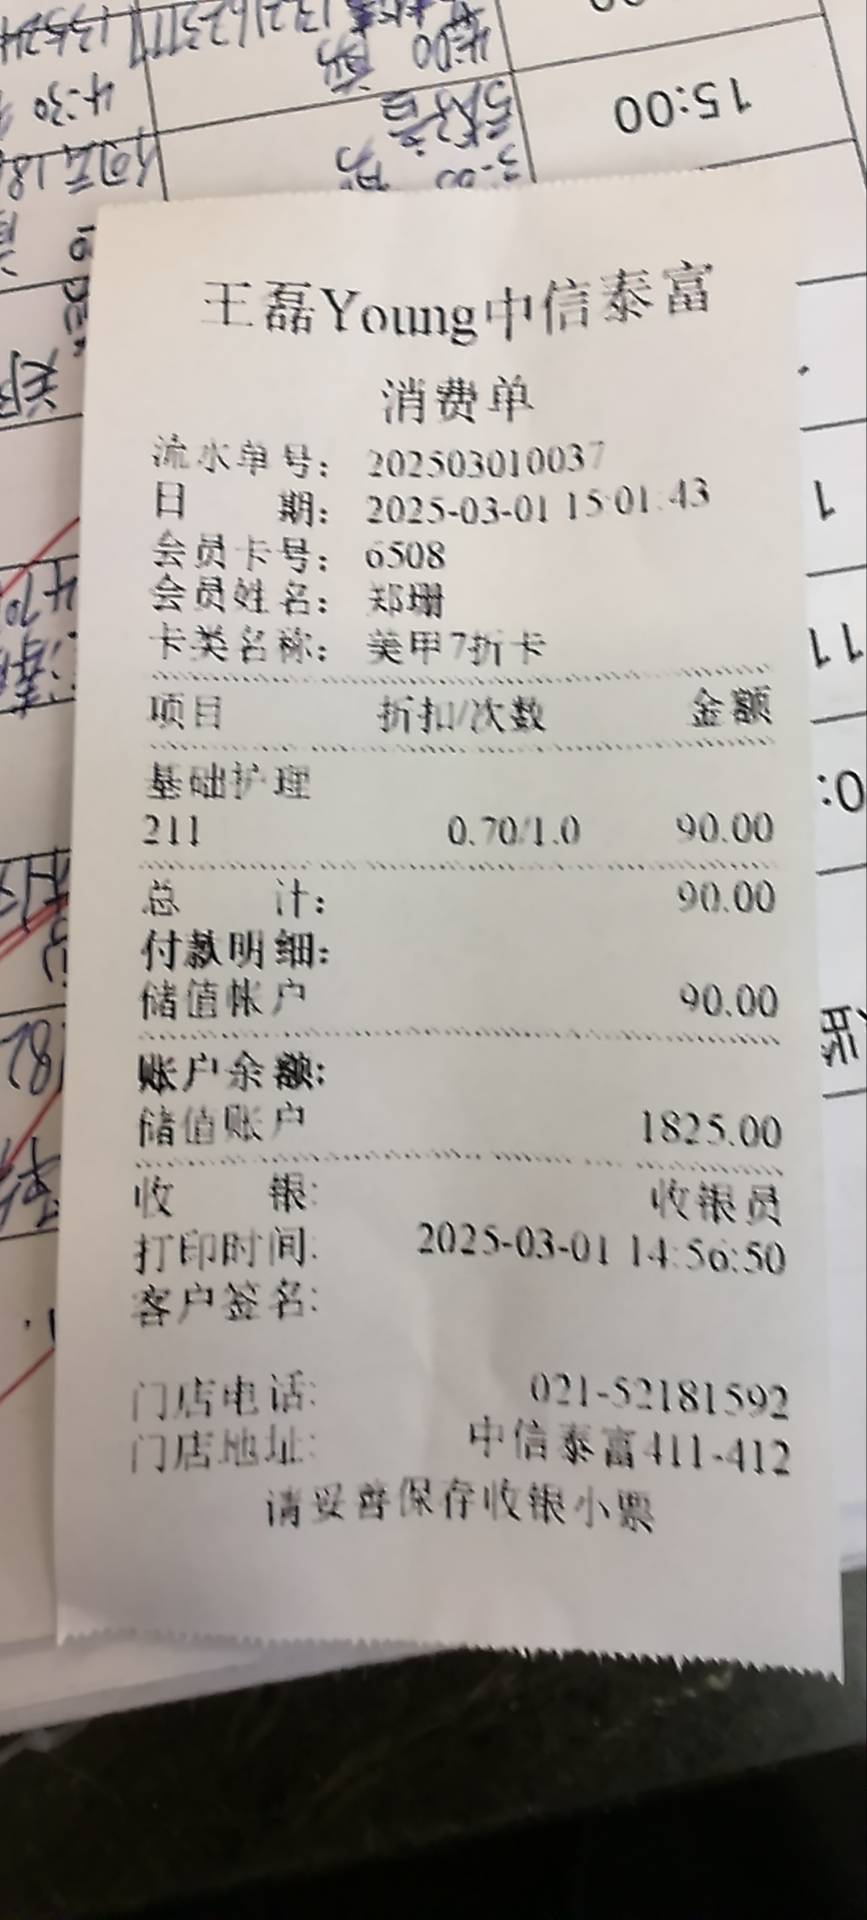 15:00
王磊Young中信泰富
消费单
流水单号： 202503010037
日 期： 2025-03-01 15:01:43
会员卡号： 6508
会员姓名： 郑珊
卡类名称： 美甲7折卡
项目 折扣/次数 金额
基础护理
211 0.70/1.0 90.00
总 计： 90.00
付款明细：
储值帐户 90.00
账户余额：
储值账户 1825.00
收 银： 收银员
打印时间： 2025-03-01 14:56:50
客户签名：
门店电话： 021-52181592
门店地址： 中信泰富411-412
请妥善保存收银小票